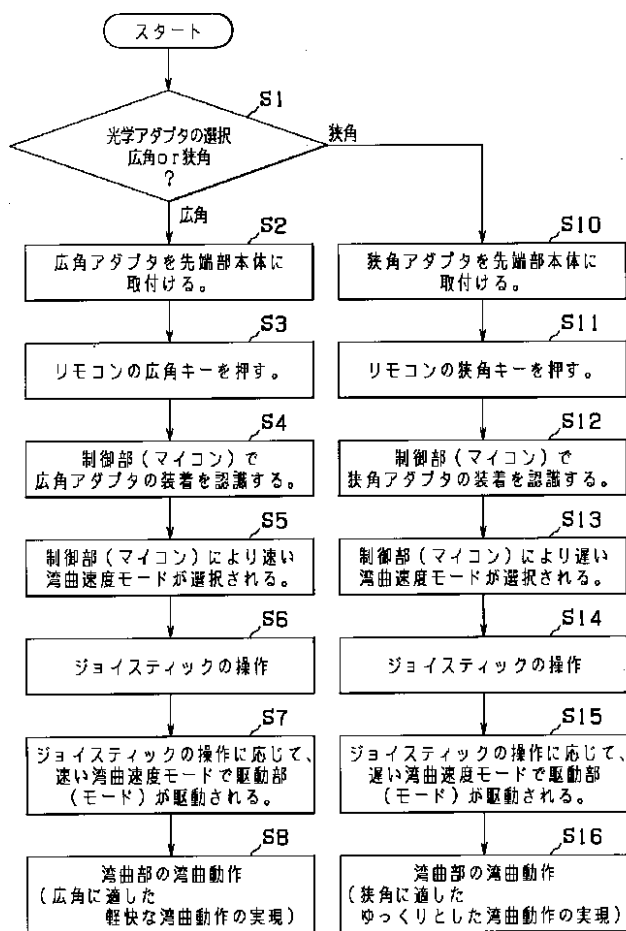 スタート
S1
光学アダプタの選択
広角or狭角
?
狭角
広角
S2
広角アダプタを先端部本体に
取付ける。
S3
リモコンの広角キーを押す。
S4
制御部(マイコン)で
広角アダプタの装着を認識する。
S5
制御部(マイコン)により速い
湾曲速度モードが選択される。
S6
ジョイスティックの操作
S7
ジョイスティックの操作に応じて、
速い湾曲速度モードで駆動部
(モード)が駆動される。
S8
湾曲部の湾曲動作
(広角に適した
軽快な湾曲動作の実現)
S10
狭角アダプタを先端部本体に
取付ける。
S11
リモコンの狭角キーを押す。
S12
制御部(マイコン)で
狭角アダプタの装着を認識する。
S13
制御部(マイコン)により遅い
湾曲速度モードが選択される。
S14
ジョイスティックの操作
S15
ジョイスティックの操作に応じて、
遅い湾曲速度モードで駆動部
(モード)が駆動される。
S16
湾曲部の湾曲動作
(狭角に適した
ゆっくりとした湾曲動作の実現)